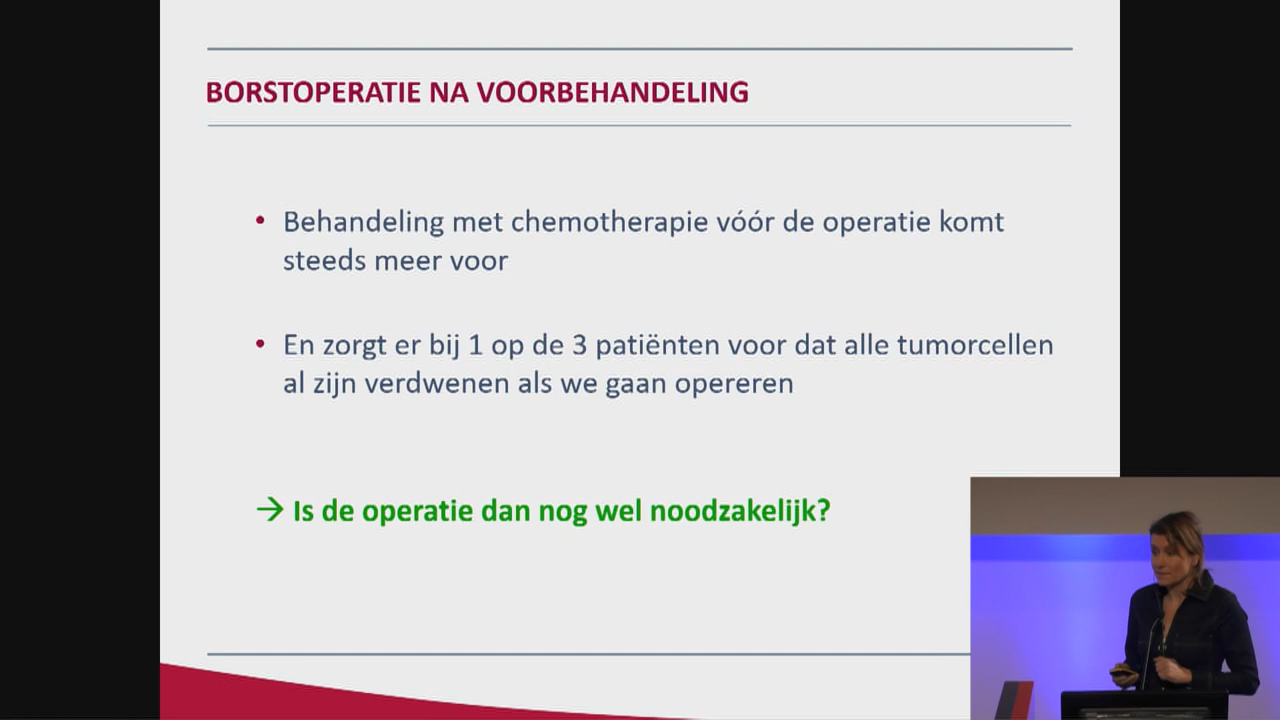 BORSTOPERATIE NA VOORBEHANDELING
• Behandeling met chemotherapie vóór de operatie komt
steeds meer voor
• En zorgt er bij 1 op de 3 patiënten voor dat alle tumorcellen
al zijn verdwenen als we gaan opereren
→ Is de operatie dan nog wel noodzakelijk?